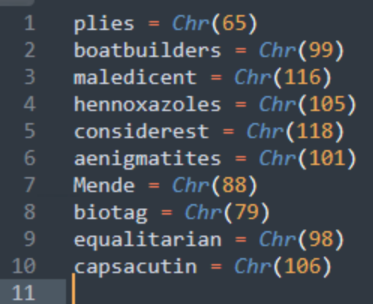 1 plies = Chr(65)
2 boatbuilders = Chr(99)
3 maledicent = Chr(116)
4 hennoxazoles = Chr(105)
5 considerest = Chr(118)
6 aenigmatites = Chr(101)
7 Mende = Chr(88)
8 biotag = Chr(79)
9 equalitarian = Chr(98)
10 capsacutin = Chr(106)
11